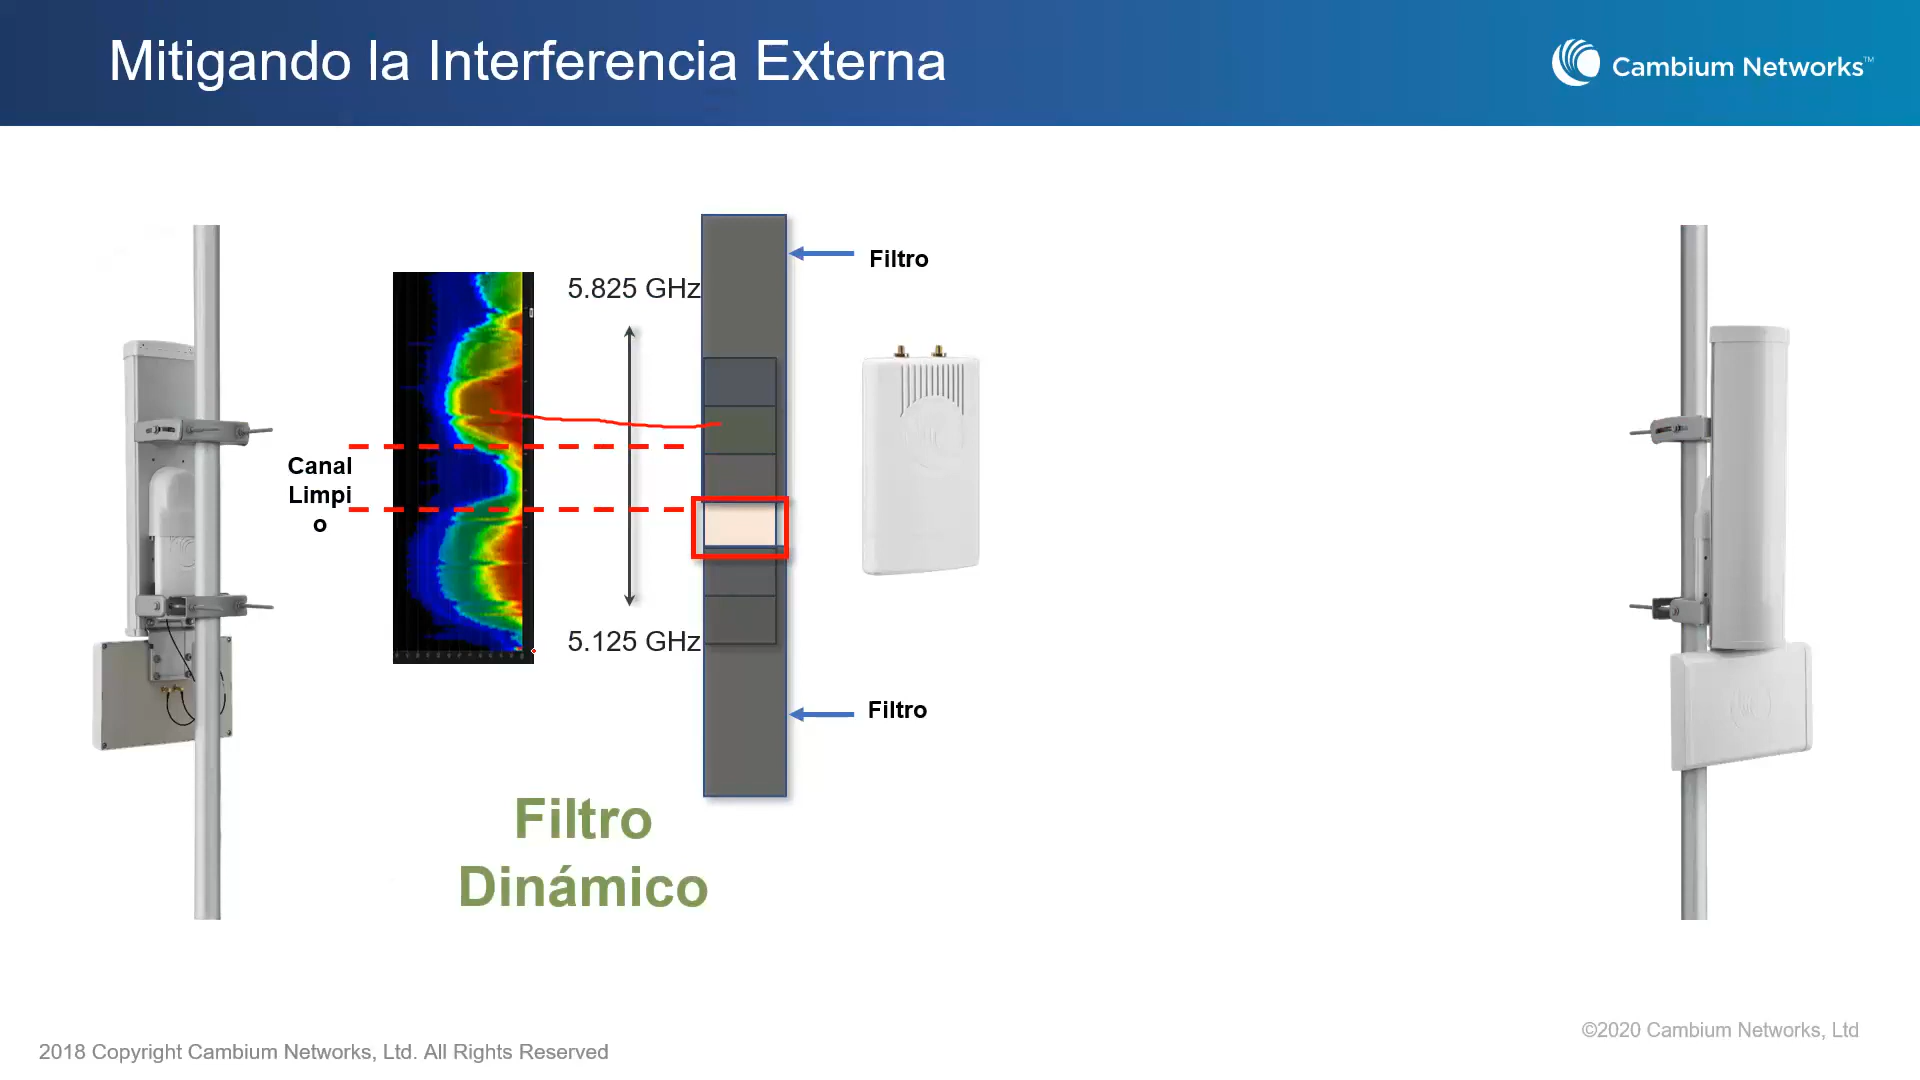 Mitigando la Interferencia Externa
Cambium Networks™
Filtro
5.825 GHz
Canal
Limpi
o
5.125 GHz
Filtro
Filtro
Dinámico
©2020 Cambium Networks, Ltd
2018 Copyright Cambium Networks, Ltd. All Rights Reserved